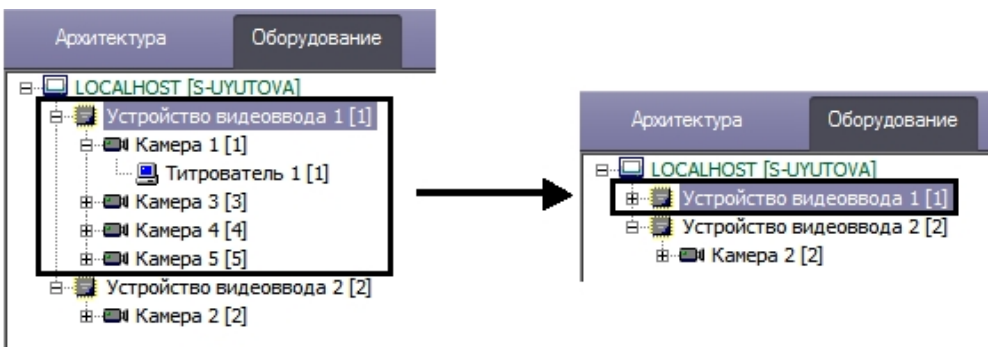 Архитектура Оборудование
LOCALHOST [S-UYUTOVA]
Устройство видеоввода 1 [1]
Камера 1 [1]
Титрователь 1 [1]
Камера 3 [3]
Камера 4 [4]
Камера 5 [5]
Устройство видеоввода 2 [2]
Камера 2 [2]
Архитектура Оборудование
LOCALHOST [S-UYUTOVA]
Устройство видеоввода 1 [1]
Устройство видеоввода 2 [2]
Камера 2 [2]